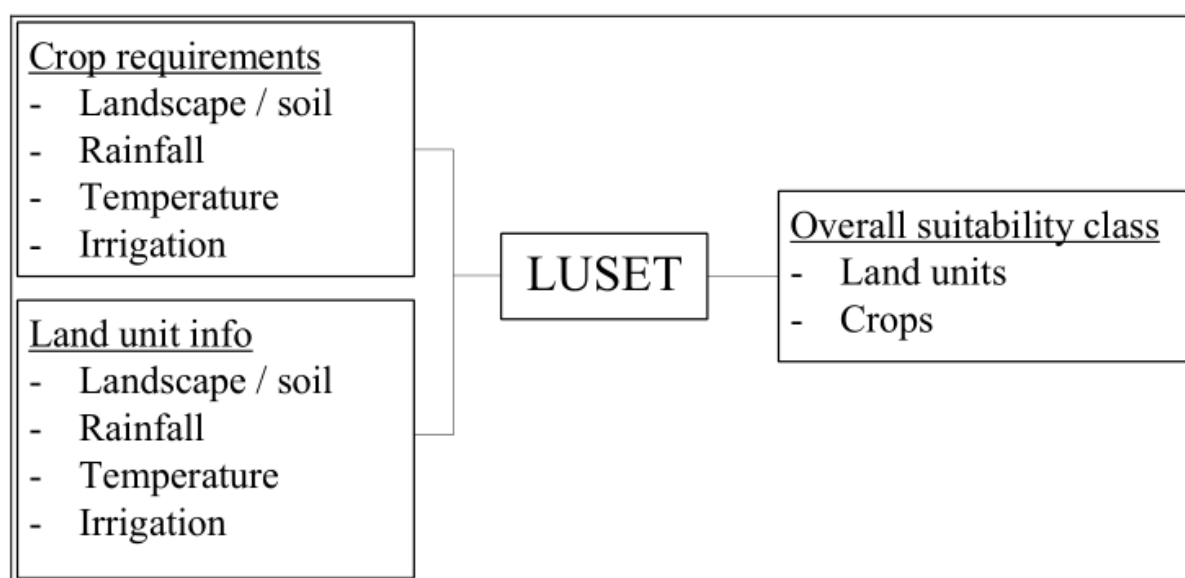 Crop requirements
- Landscape / soil
- Rainfall
- Temperature
- Irrigation
Land unit info
- Landscape / soil
- Rainfall
- Temperature
- Irrigation
LUSET
Overall suitability class
- Land units
- Crops